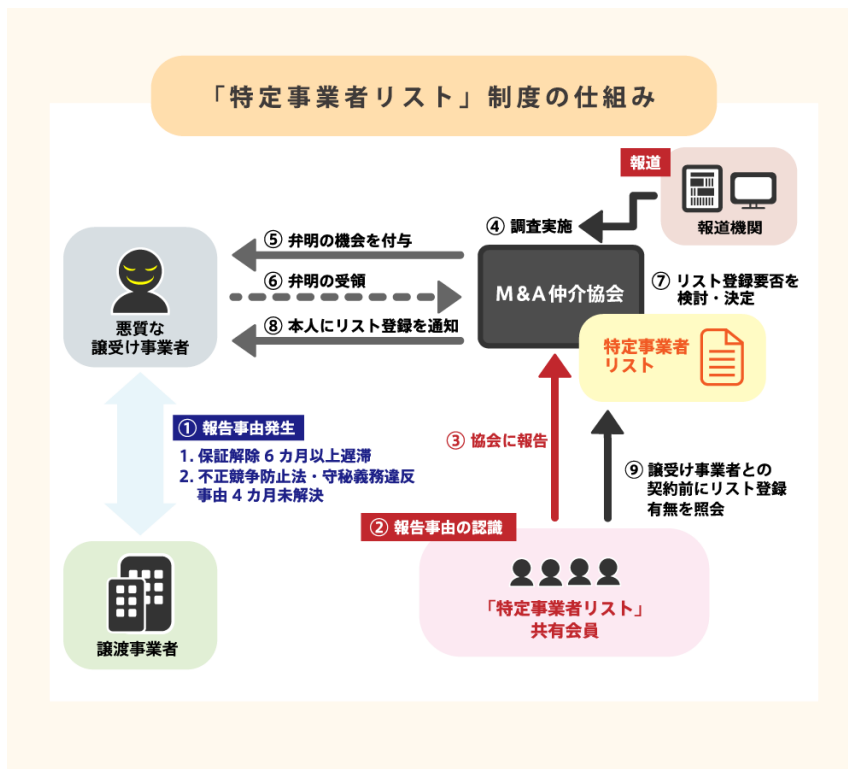 「特定事業者リスト」制度の仕組み
報道
報道機関
④ 調査実施
⑤ 弁明の機会を付与
⑥ 弁明の受領
⑧ 本人にリスト登録を通知
M&A仲介協会
⑦ リスト登録要否を
検討・決定
特定事業者
リスト
悪質な
譲受け事業者
① 報告事由発生
1. 保証解除 6 カ月以上遅滞
2. 不正競争防止法・守秘義務違反
事由 4 カ月未解決
③ 協会に報告
⑨ 譲受け事業者との
契約前にリスト登録
有無を照会
② 報告事由の認識
「特定事業者リスト」
共有会員
譲渡事業者